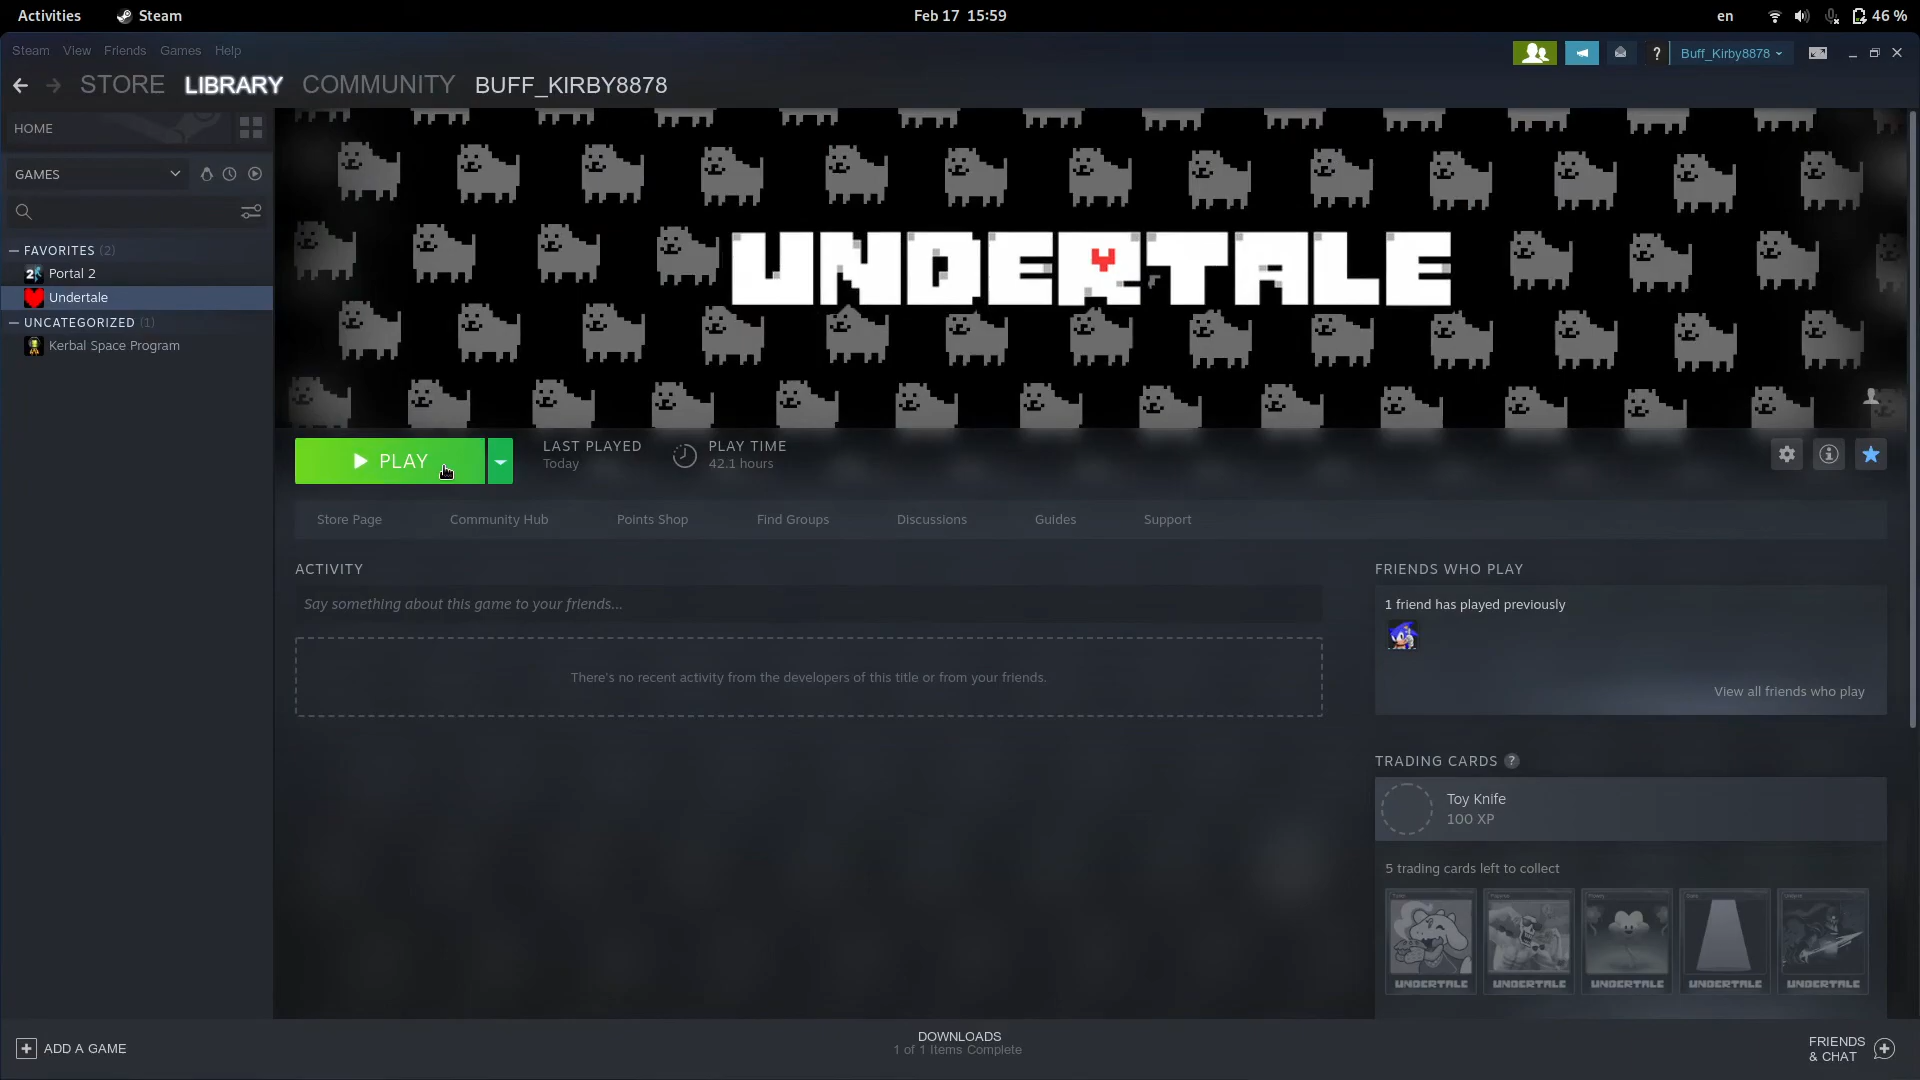 Activities Steam Feb 17 15:59 en 46 %
Steam View Friends Games Help ? Buff_Kirby8878
STORE LIBRARY COMMUNITY BUFF_KIRBY8878
HOME
GAMES
— FAVORITES (2)
Portal 2
Undertale
— UNCATEGORIZED (1)
Kerbal Space Program
UNDERTALE
PLAY
LAST PLAYED
Today
PLAY TIME
42.1 hours
Store Page Community Hub Points Shop Find Groups Discussions Guides Support
ACTIVITY
Say something about this game to your friends...
There's no recent activity from the developers of this title or from your friends.
FRIENDS WHO PLAY
1 friend has played previously
View all friends who play
TRADING CARDS ?
Toy Knife
100 XP
5 trading cards left to collect
UNDERTALE UNDERTALE UNDERTALE UNDERTALE UNDERTALE
ADD A GAME
DOWNLOADS
1 of 1 Items Complete
FRIENDS
& CHAT